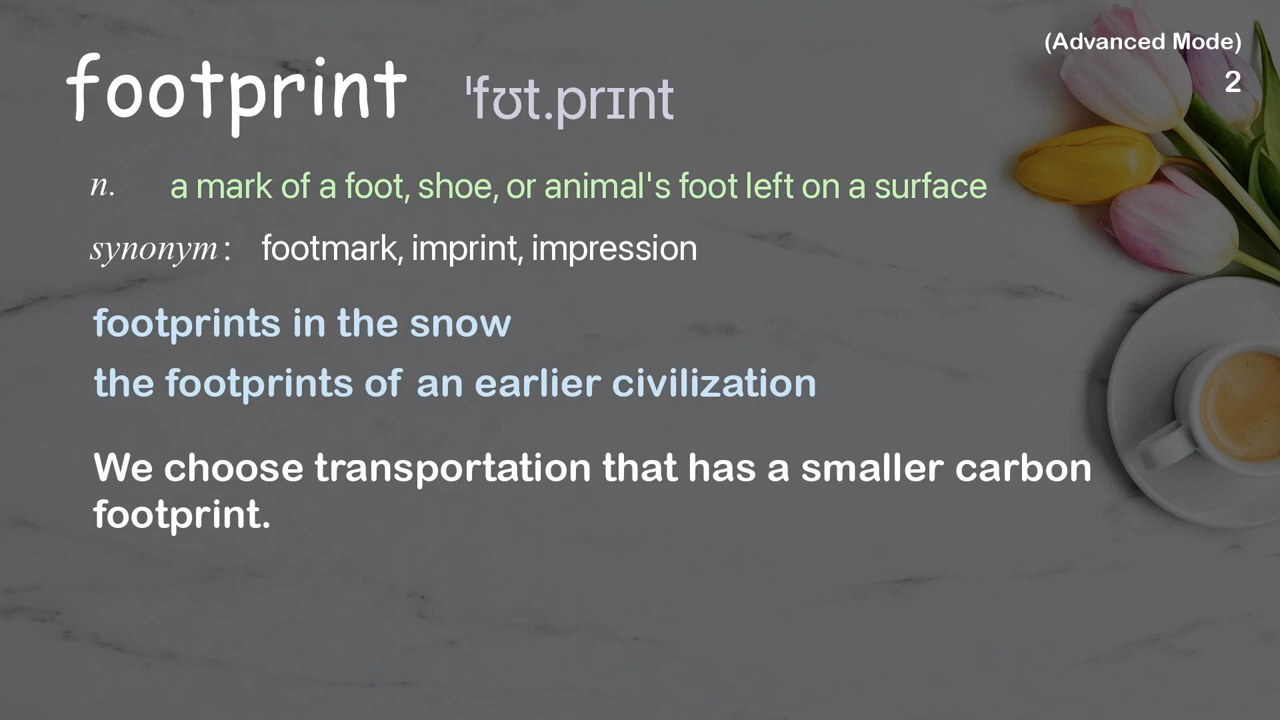 (Advanced Mode)
2
footprint ˈfʊt.prɪnt
n. a mark of a foot, shoe, or animal's foot left on a surface
synonym: footmark, imprint, impression
footprints in the snow
the footprints of an earlier civilization
We choose transportation that has a smaller carbon
footprint.